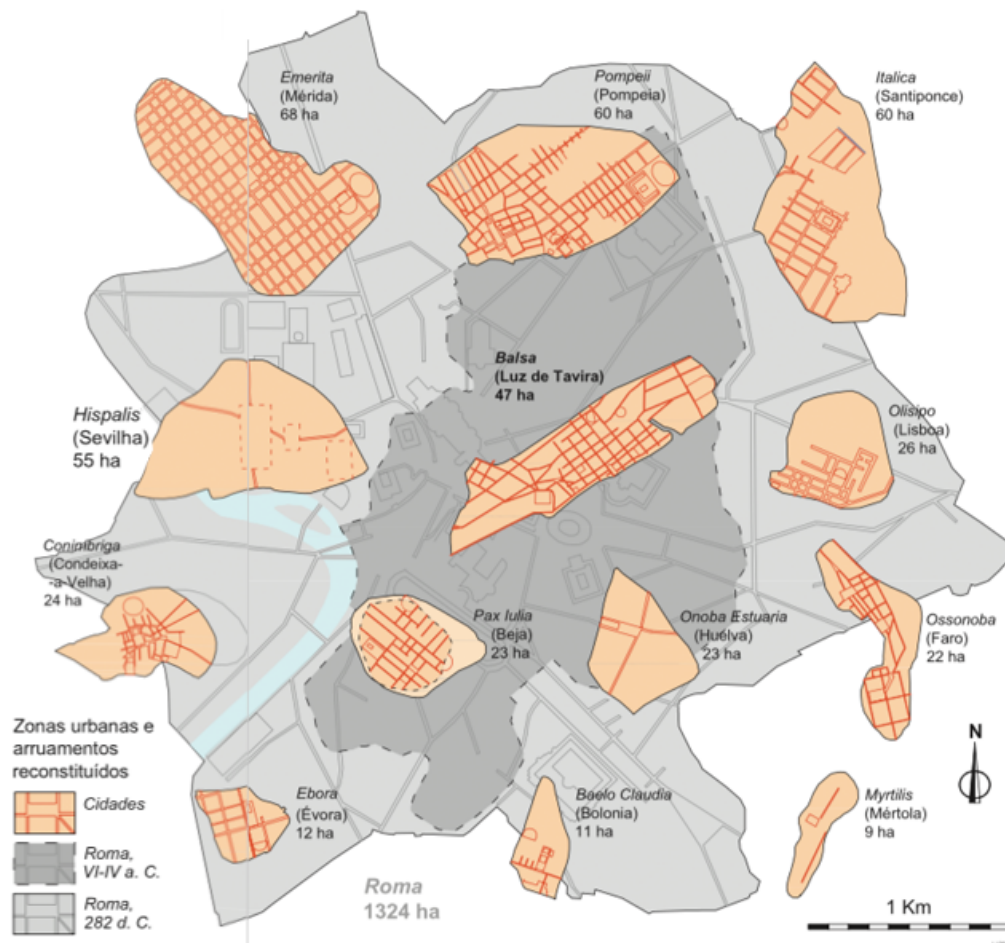 Emerita
(Mérida)
68 ha
Pompeii
(Pompeia)
60 ha
Italica
(Santiponce)
60 ha
Balsa
(Luz de Tavira)
47 ha
Hispalis
(Sevilha)
55 ha
Olisipo
(Lisboa)
26 ha
Conimbriga
(Condeixa-
-a-Velha)
24 ha
Pax Iulia
(Beja)
23 ha
Onoba Estuaria
(Huelva)
23 ha
Ossonoba
(Faro)
22 ha
Zonas urbanas e
arruamentos
reconstituídos
Cidades
Roma,
VI-IV a. C.
Roma,
282 d. C.
Ebora
(Évora)
12 ha
Baelo Claudia
(Bolonia)
11 ha
Myrtilis
(Mértola)
9 ha
N
Roma
1324 ha
1 Km